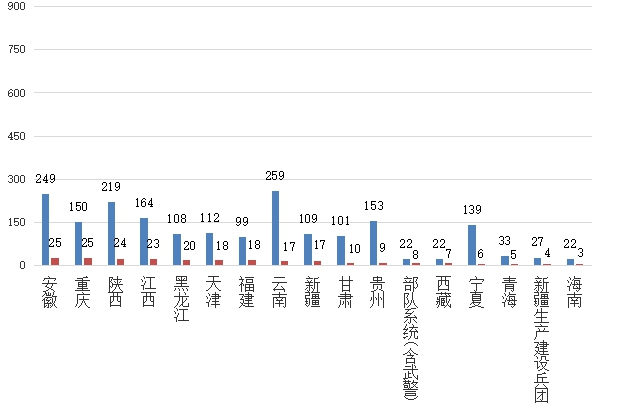 900
750
600
450
300
150
0
249
25
150
25
219
24
164
23
108
20
112
18
99
18
259
17
109
17
101
10
153
9
22
8
22
7
139
6
33
5
27
4
22
3
安徽
重庆
陕西
江西
黑龙江
天津
福建
云南
新疆
甘肃
贵州
部队系统(含武警)
西藏
宁夏
青海
新疆生产建设兵团
海南